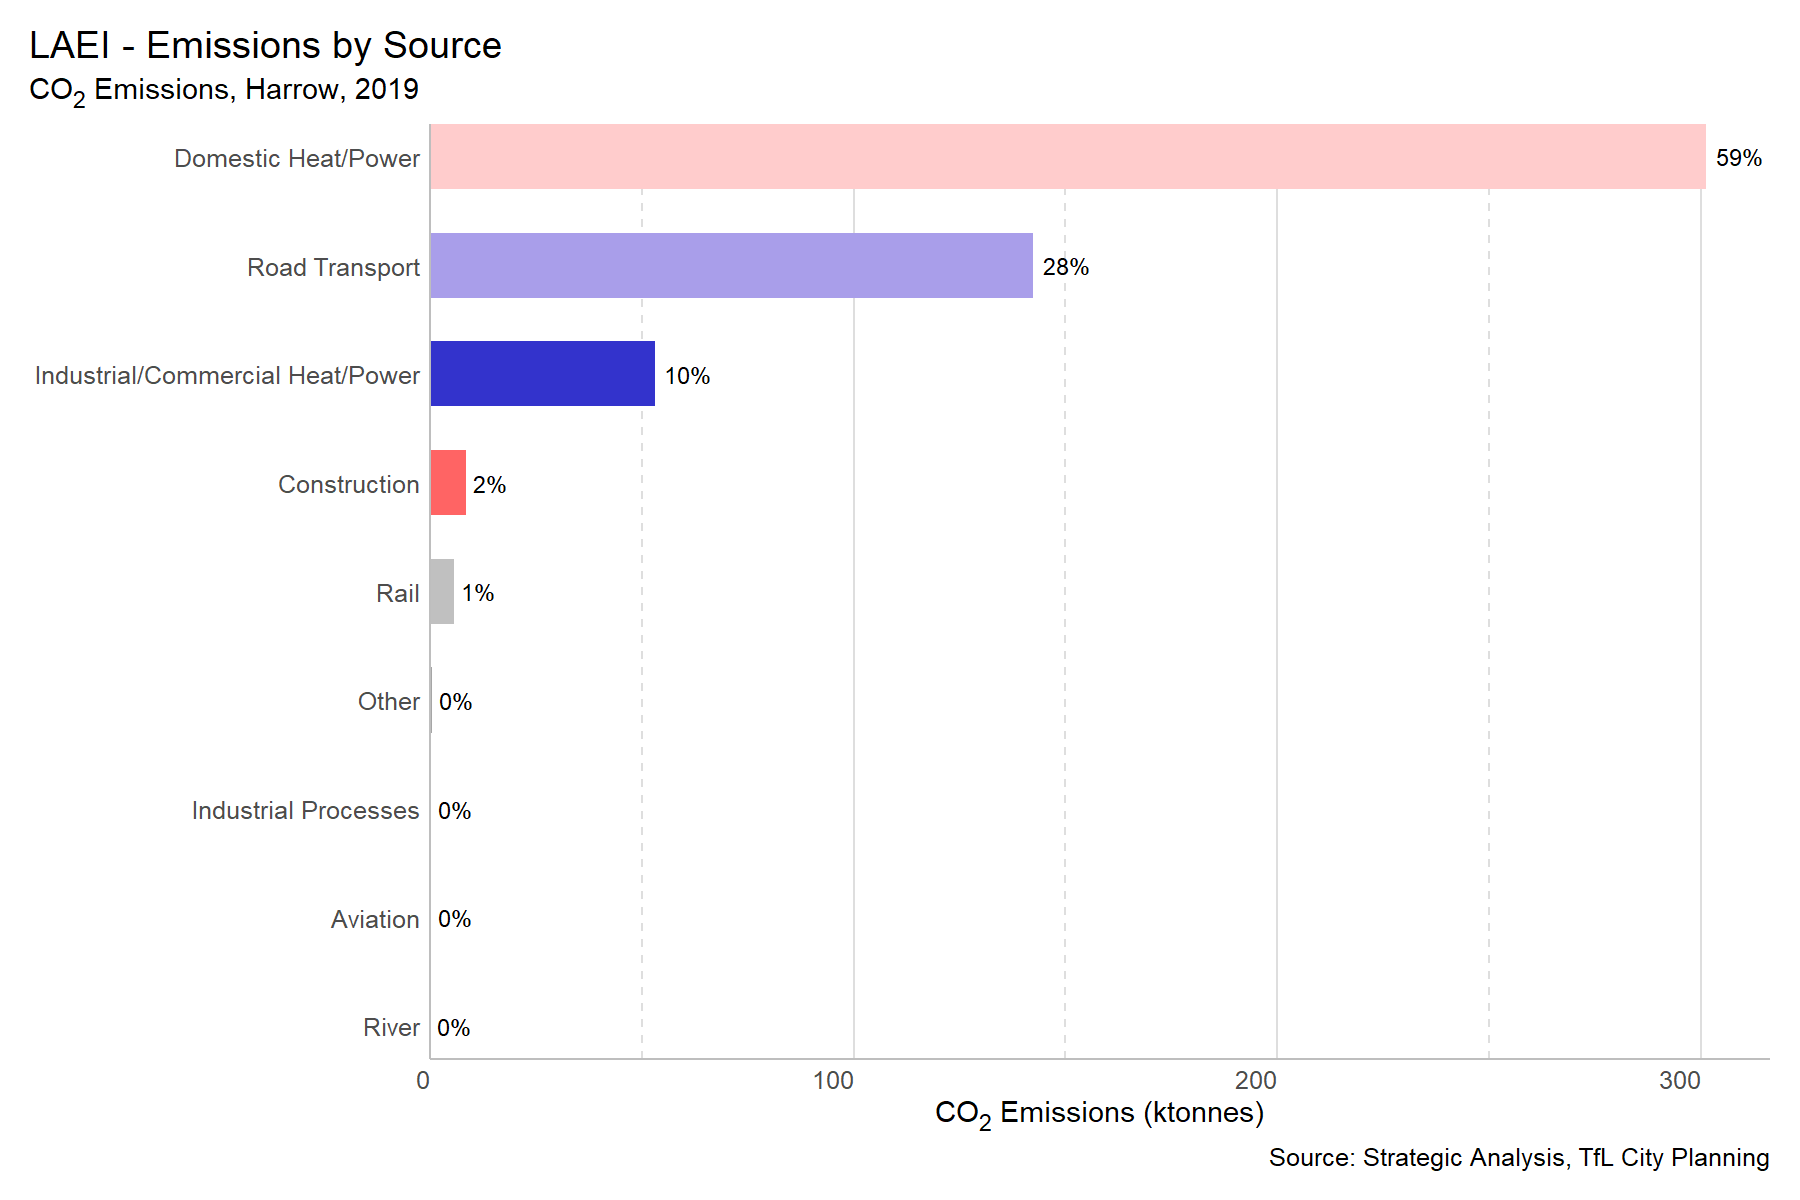 LAEI - Emissions by Source
CO₂ Emissions, Harrow, 2019
Domestic Heat/Power 59%
Road Transport 28%
Industrial/Commercial Heat/Power 10%
Construction 2%
Rail 1%
Other 0%
Industrial Processes 0%
Aviation 0%
River 0%
0 100 200 300
CO₂ Emissions (ktonnes)
Source: Strategic Analysis, TfL City Planning